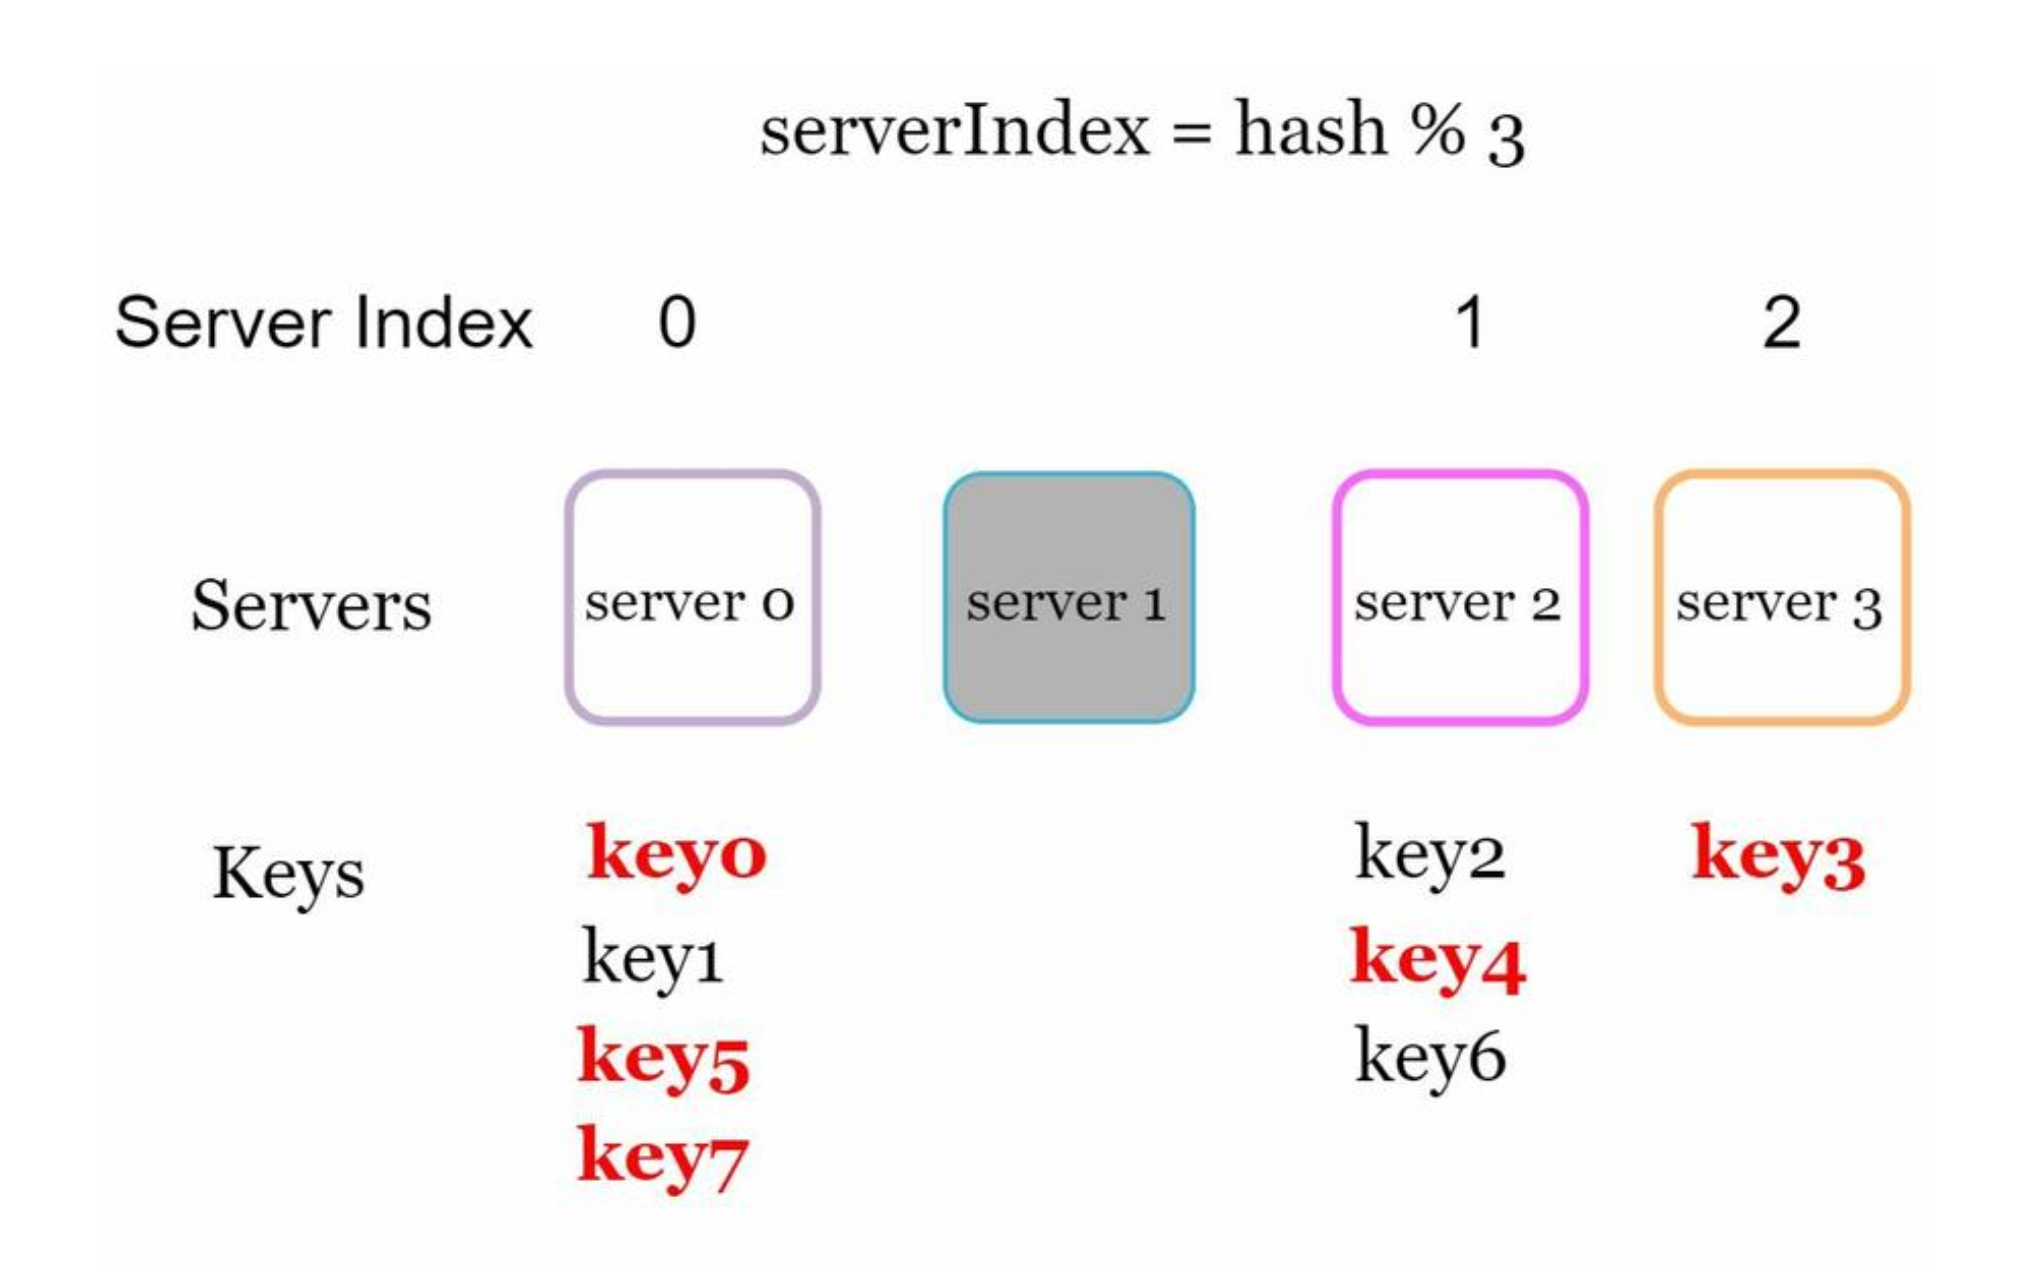 serverIndex = hash % 3
Server Index 0 1 2
Servers server 0 server 1 server 2 server 3
Keys key0 key2 key3
key1 key4
key5 key6
key7